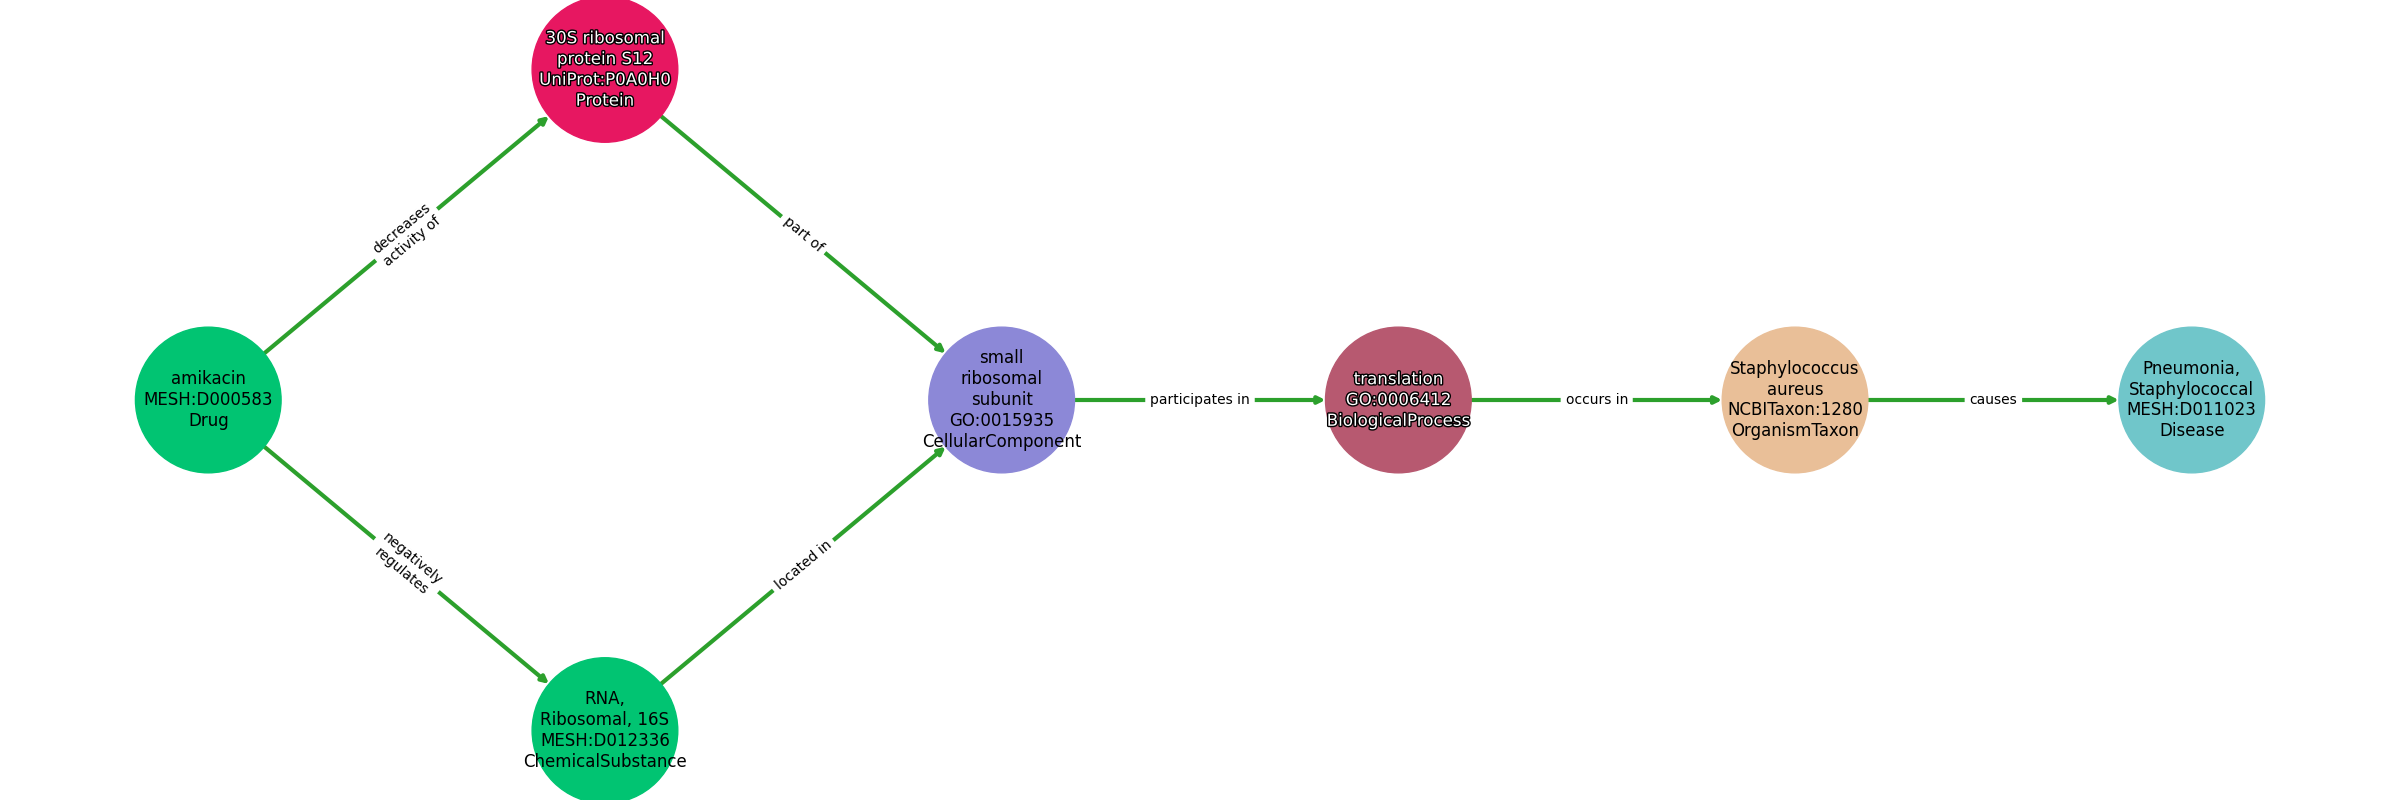 30S ribosomal
protein S12
UniProt:P0A0H0
Protein
decreases
activity of
part of
amikacin
MESH:D000583
Drug
small
ribosomal
subunit
GO:0015935
CellularComponent
participates in
translation
GO:0006412
BiologicalProcess
occurs in
Staphylococcus
aureus
NCBITaxon:1280
OrganismTaxon
causes
Pneumonia,
Staphylococcal
MESH:D011023
Disease
negatively
regulates
located in
RNA,
Ribosomal, 16S
MESH:D012336
ChemicalSubstance